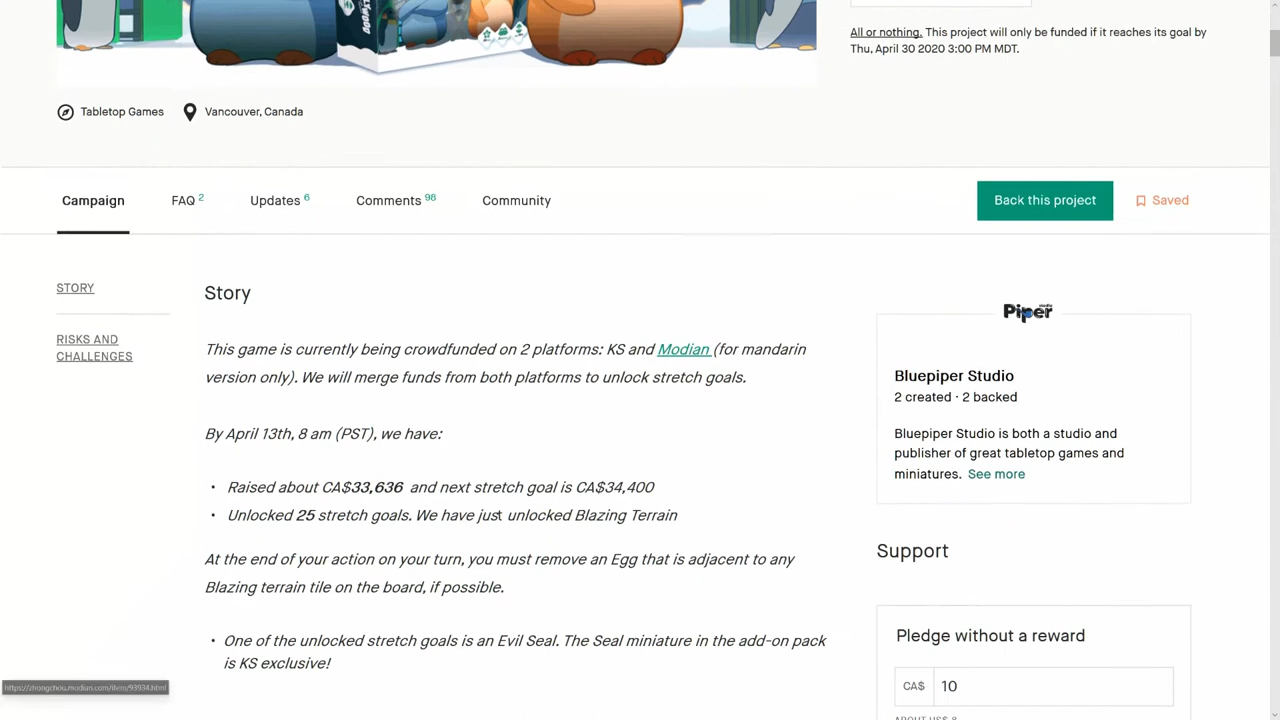 All or nothing. This project will only be funded if it reaches its goal by
Thu, April 30 2020 3:00 PM MDT.
Tabletop Games
Vancouver, Canada
Campaign
FAQ 2
Updates 6
Comments 98
Community
Back this project
Saved
STORY
RISKS AND
CHALLENGES
Story
This game is currently being crowdfunded on 2 platforms: KS and Modian (for mandarin
version only). We will merge funds from both platforms to unlock stretch goals.
By April 13th, 8 am (PST), we have:
• Raised about CA$33,636 and next stretch goal is CA$34,400
• Unlocked 25 stretch goals. We have just unlocked Blazing Terrain
At the end of your action on your turn, you must remove an Egg that is adjacent to any
Blazing terrain tile on the board, if possible.
• One of the unlocked stretch goals is an Evil Seal. The Seal miniature in the add-on pack
is KS exclusive!
Piper
studio
Bluepiper Studio
2 created · 2 backed
Bluepiper Studio is both a studio and
publisher of great tabletop games and
miniatures. See more
Support
Pledge without a reward
CA$ 10